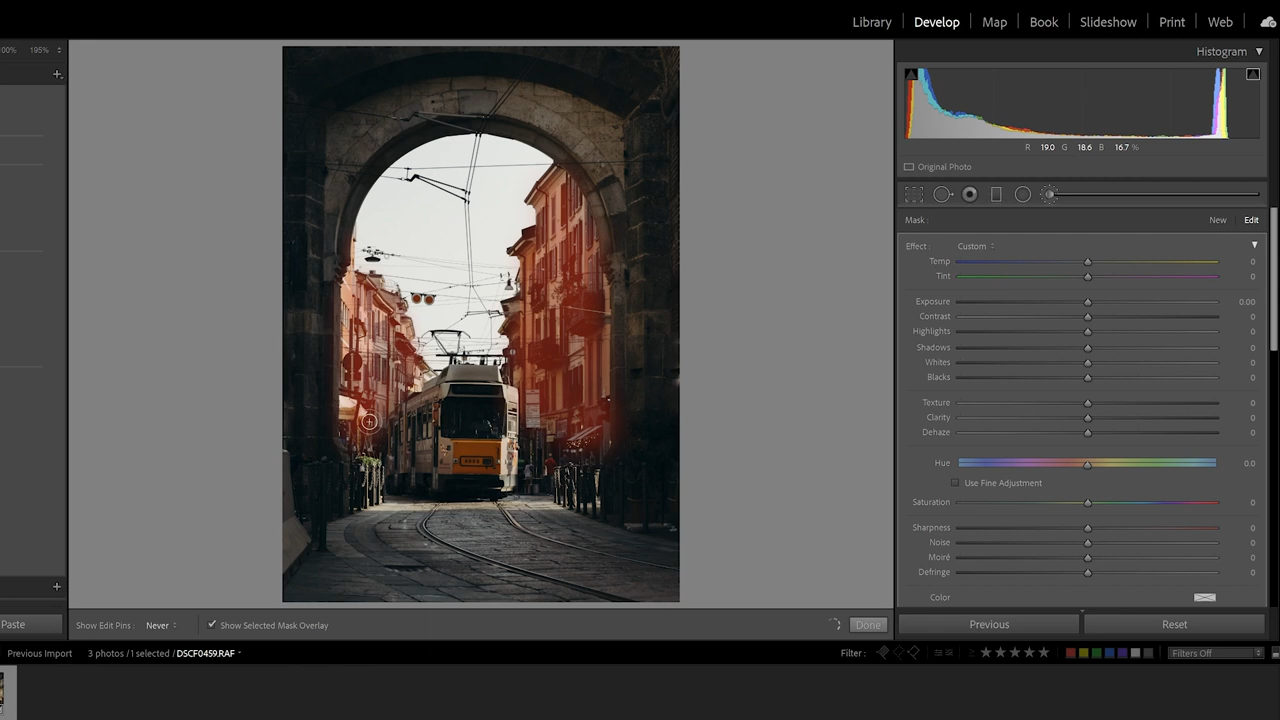 Library Develop Map Book Slideshow Print Web
00% 195%
Histogram
R 19.0 G 18.6 B 16.7 %
Original Photo
Mask : New Edit
Effect : Custom
Temp 0
Tint 0
Exposure 0.00
Contrast 0
Highlights 0
Shadows 0
Whites 0
Blacks 0
Texture 0
Clarity 0
Dehaze 0
Hue 0.0
Use Fine Adjustment
Saturation 0
Sharpness 0
Noise 0
Moiré 0
Defringe 0
Color
Paste
Show Edit Pins : Never Show Selected Mask Overlay Done
Previous Reset
Previous Import 3 photos / 1 selected / DSCF0459.RAF
Filter : Filters Off